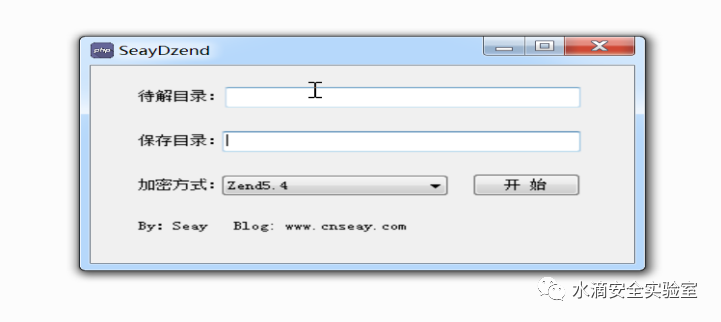 php SeayDzend
待解目录：
保存目录：
加密方式： Zend5.4 开 始
By: Seay Blog: www.cnseay.com
水滴安全实验室